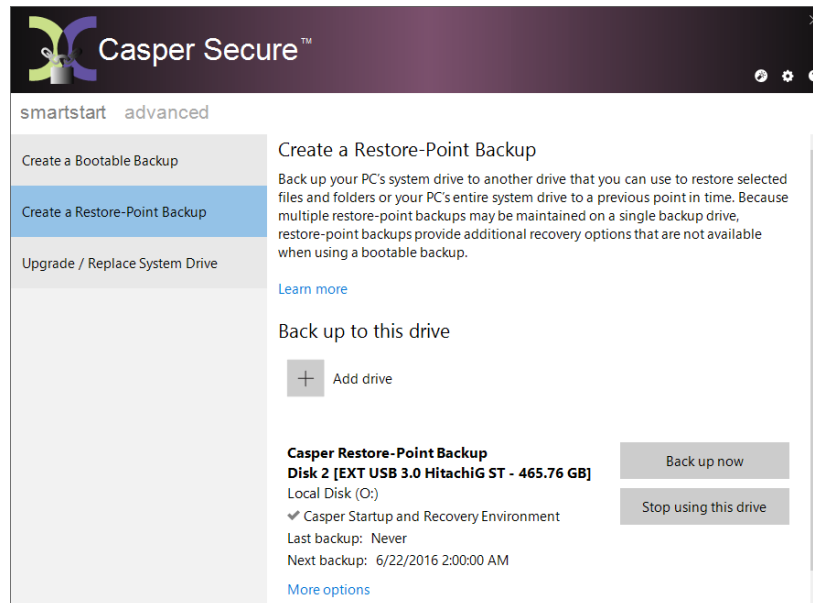 Casper Secure™
smartstart advanced
Create a Bootable Backup
Create a Restore-Point Backup
Upgrade / Replace System Drive
Create a Restore-Point Backup
Back up your PC's system drive to another drive that you can use to restore selected
files and folders or your PC's entire system drive to a previous point in time. Because
multiple restore-point backups may be maintained on a single backup drive,
restore-point backups provide additional recovery options that are not available
when using a bootable backup.
Learn more
Back up to this drive
Add drive
Casper Restore-Point Backup
Disk 2 [EXT USB 3.0 HitachiG ST - 465.76 GB]
Local Disk (O:)
Casper Startup and Recovery Environment
Last backup: Never
Next backup: 6/22/2016 2:00:00 AM
More options
Back up now
Stop using this drive